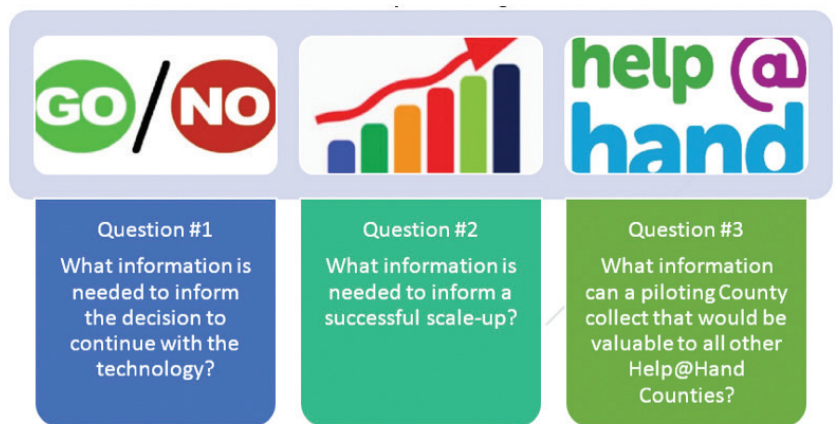 GO/NO
help @
hand
Question #1
What information is
needed to inform
the decision to
continue with the
technology?
Question #2
What information is
needed to inform a
successful scale-up?
Question #3
What information
can a piloting County
collect that would be
valuable to all other
Help@Hand
Counties?